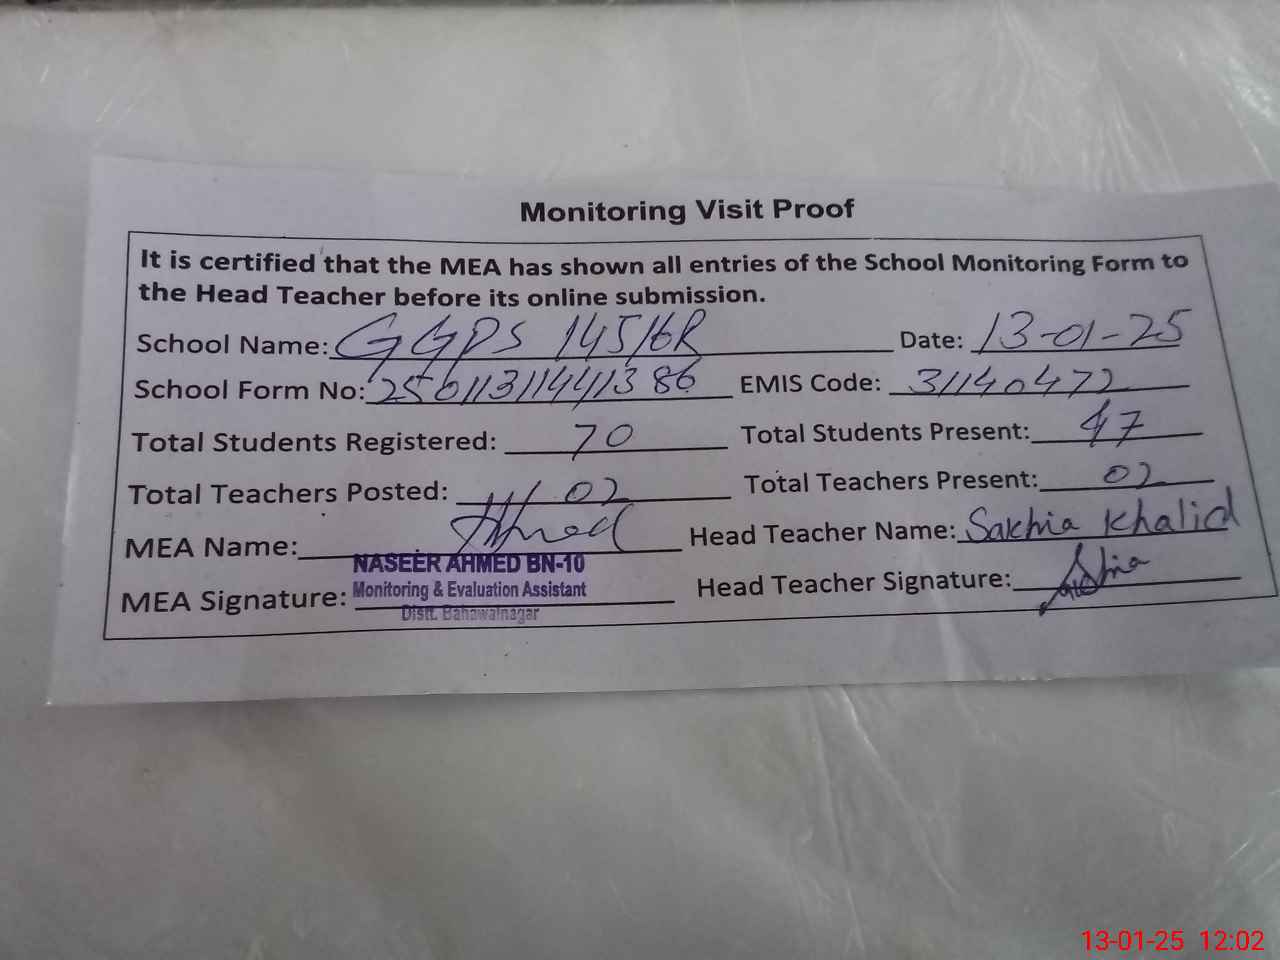 Monitoring Visit Proof
It is certified that the MEA has shown all entries of the School Monitoring Form to
the Head Teacher before its online submission.
School Name: GGPS 145/6R Date: 13-01-25
School Form No: EMIS Code: 31140472
Total Students Registered: 70 Total Students Present: 47
Total Teachers Posted: 02 Total Teachers Present: 02
MEA Name: Ahmed Head Teacher Name: Sakhia Khalid
NASEER AHMED BN-10
MEA Signature: Monitoring & Evaluation Assistant Head Teacher Signature:
Distt. Bahawalnagar
13-01-25 12:02